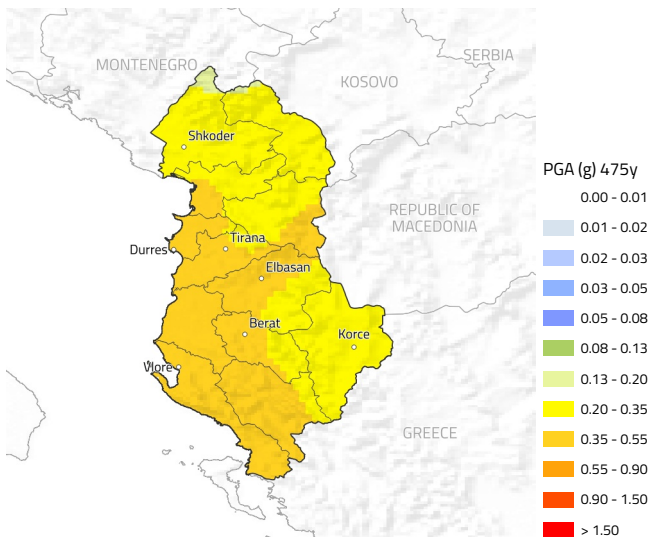 MONTENEGRO
SERBIA
KOSOVO
Shkoder
REPUBLIC OF
MACEDONIA
Durres
Tirana
Elbasan
Berat
Korce
Vlore
GREECE
PGA (g) 475y
0.00 - 0.01
0.01 - 0.02
0.02 - 0.03
0.03 - 0.05
0.05 - 0.08
0.08 - 0.13
0.13 - 0.20
0.20 - 0.35
0.35 - 0.55
0.55 - 0.90
0.90 - 1.50
> 1.50